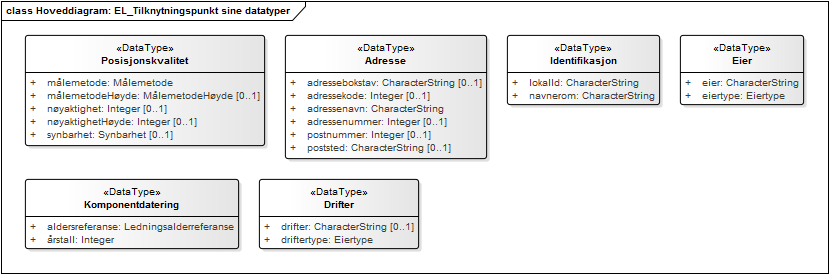 class Hoveddiagram: EL_Tilknytningspunkt sine datatyper
«DataType»
Posisjonskvalitet
+ målemetode: Målemetode
+ målemetodeHøyde: MålemetodeHøyde [0..1]
+ nøyaktighet: Integer [0..1]
+ nøyaktighetHøyde: Integer [0..1]
+ synbarhet: Synbarhet [0..1]
«DataType»
Adresse
+ adressebokstav: CharacterString [0..1]
+ adressekode: Integer [0..1]
+ adressenavn: CharacterString
+ adressenummer: Integer [0..1]
+ postnummer: Integer [0..1]
+ poststed: CharacterString [0..1]
«DataType»
Identifikasjon
+ lokalId: CharacterString
+ navnerom: CharacterString
«DataType»
Eier
+ eier: CharacterString
+ eiertype: Eiertype
«DataType»
Komponentdatering
+ aldersreferanse: Ledningsalderreferanse
+ årstall: Integer
«DataType»
Drifter
+ drifter: CharacterString [0..1]
+ driftertype: Eiertype